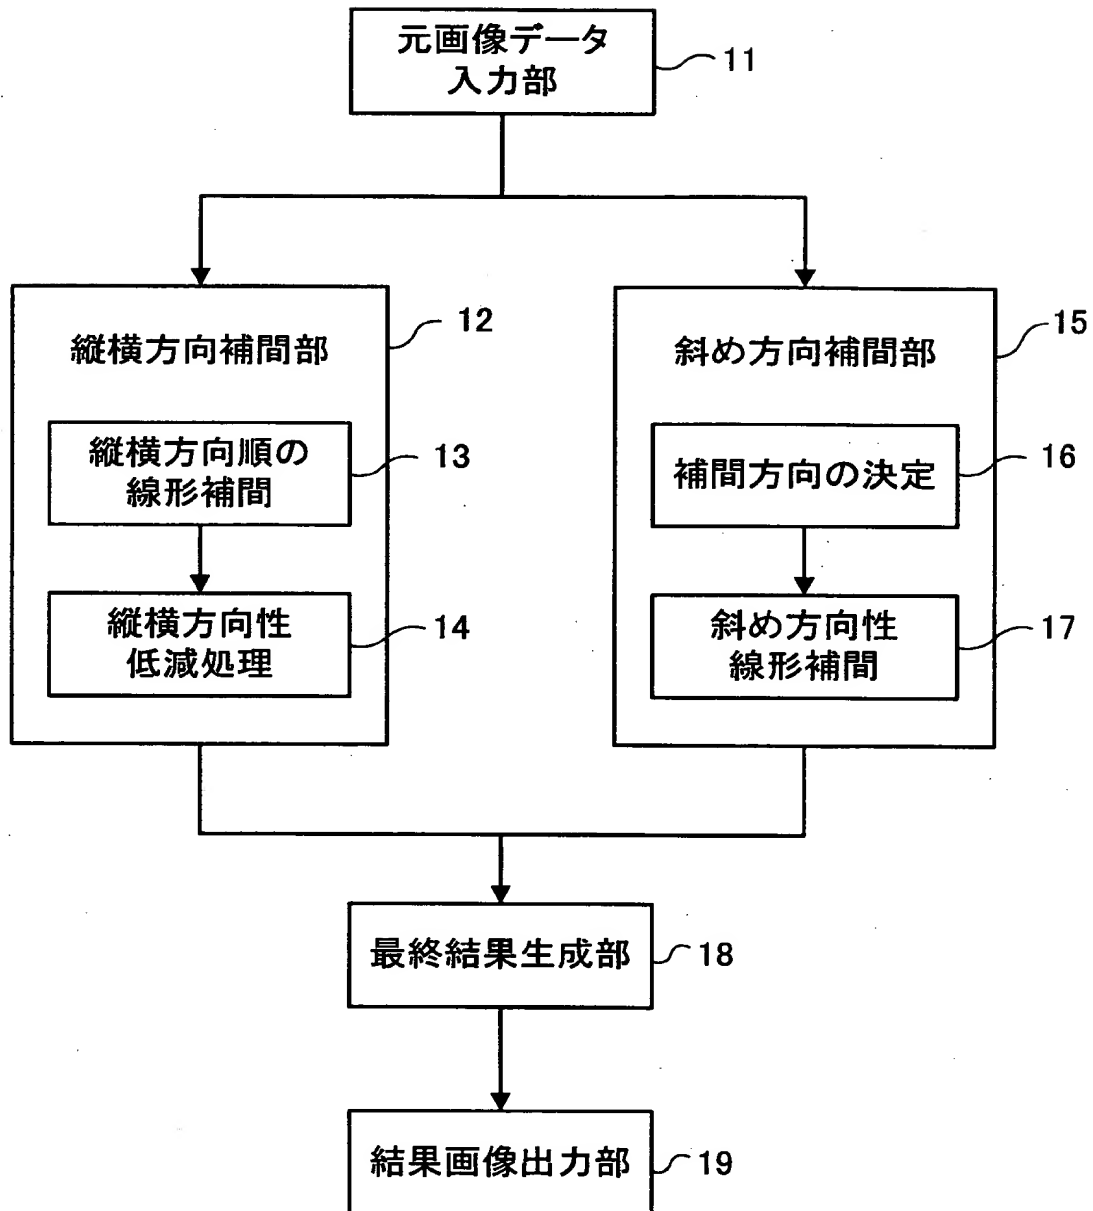 元画像データ
入力部
11
縦横方向補間部
12
縦横方向順の
線形補間
13
縦横方向性
低減処理
14
斜め方向補間部
15
補間方向の決定
16
斜め方向性
線形補間
17
最終結果生成部
18
結果画像出力部
19